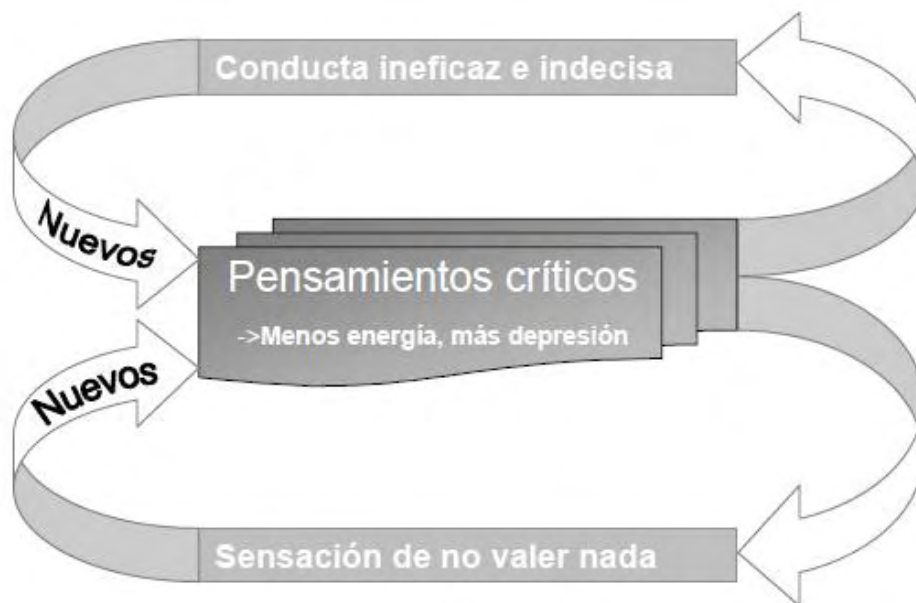 Conducta ineficaz e indecisa
Nuevos
Pensamientos críticos
->Menos energía, más depresión
Nuevos
Sensación de no valer nada